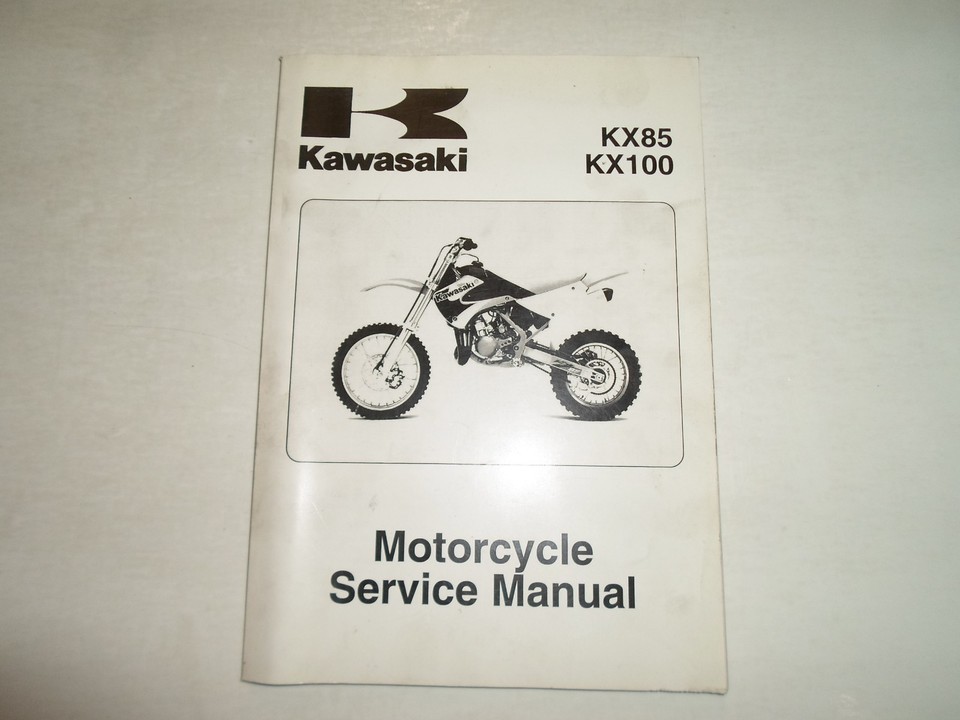 Kawasaki
KX85
KX100
Kawasaki
Motorcycle
Service Manual